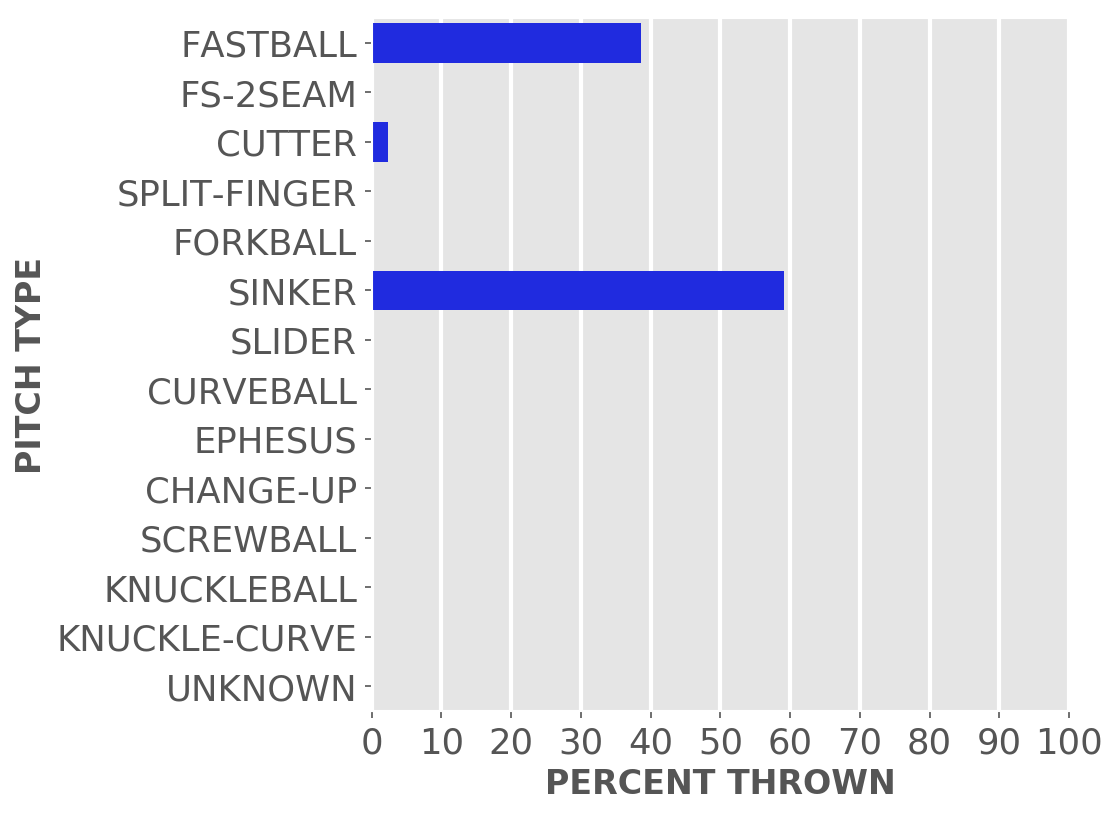 FASTBALL
FS-2SEAM
CUTTER
SPLIT-FINGER
FORKBALL
SINKER
SLIDER
CURVEBALL
EPHESUS
CHANGE-UP
SCREWBALL
KNUCKLEBALL
KNUCKLE-CURVE
UNKNOWN
PITCH TYPE
0 10 20 30 40 50 60 70 80 90 100
PERCENT THROWN